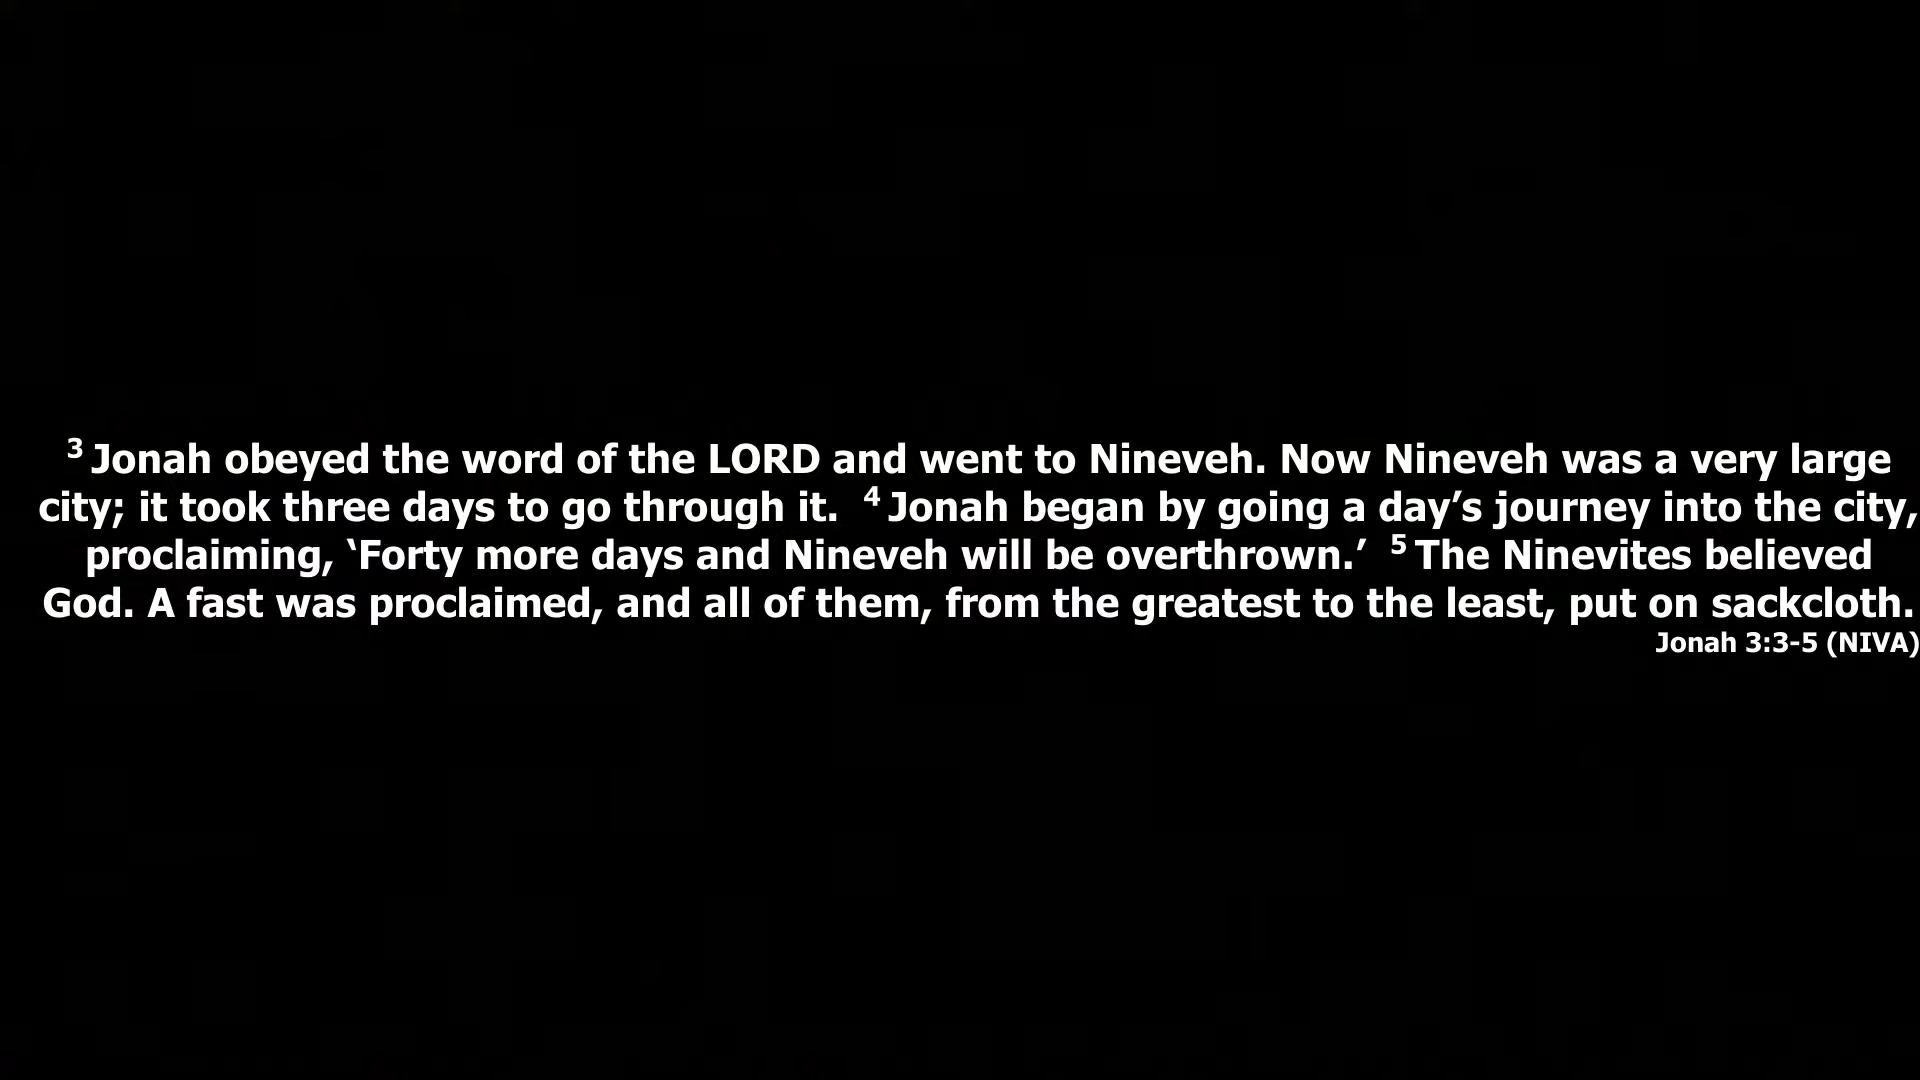 3 Jonah obeyed the word of the LORD and went to Nineveh. Now Nineveh was a very large
city; it took three days to go through it. 4 Jonah began by going a day’s journey into the city,
proclaiming, ‘Forty more days and Nineveh will be overthrown.’ 5 The Ninevites believed
God. A fast was proclaimed, and all of them, from the greatest to the least, put on sackcloth.
Jonah 3:3-5 (NIVA)